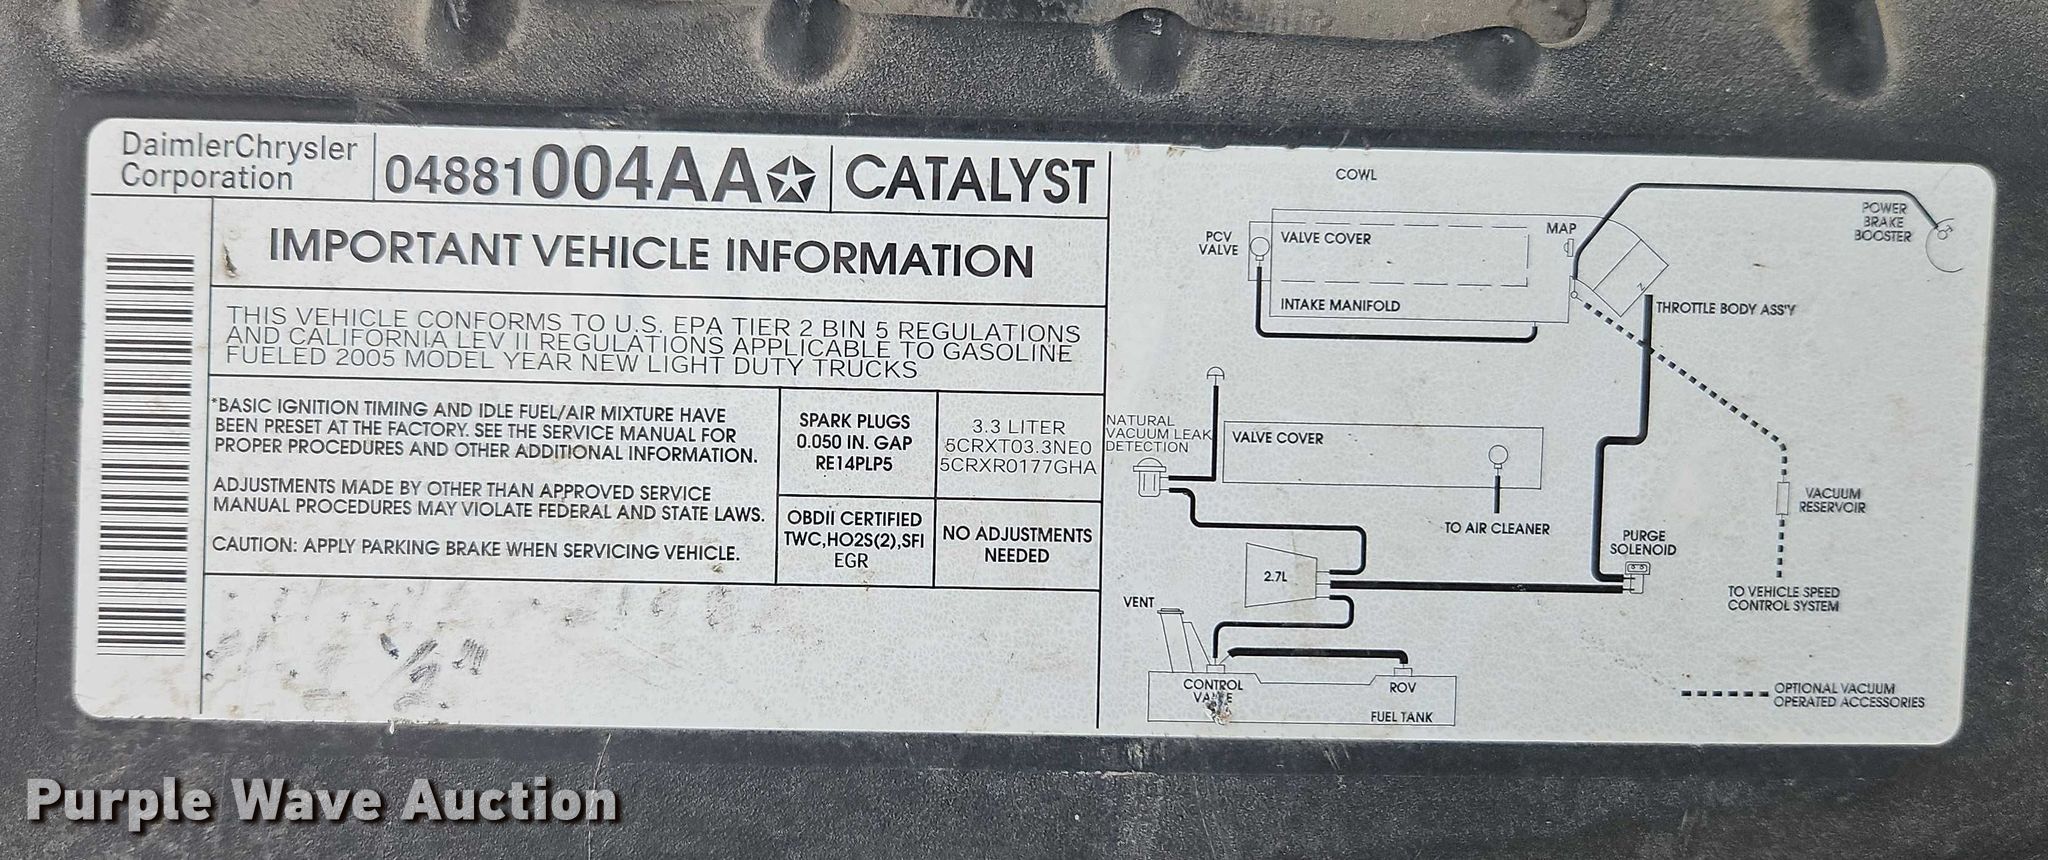 DaimlerChrysler
Corporation
04881004AA
CATALYST
IMPORTANT VEHICLE INFORMATION
THIS VEHICLE CONFORMS TO U.S. EPA TIER 2 BIN 5 REGULATIONS
AND CALIFORNIA LEV II REGULATIONS APPLICABLE TO GASOLINE
FUELED 2005 MODEL YEAR NEW LIGHT DUTY TRUCKS
*BASIC IGNITION TIMING AND IDLE FUEL/AIR MIXTURE HAVE
BEEN PRESET AT THE FACTORY. SEE THE SERVICE MANUAL FOR
PROPER PROCEDURES AND OTHER ADDITIONAL INFORMATION.
ADJUSTMENTS MADE BY OTHER THAN APPROVED SERVICE
MANUAL PROCEDURES MAY VIOLATE FEDERAL AND STATE LAWS.
CAUTION: APPLY PARKING BRAKE WHEN SERVICING VEHICLE.
SPARK PLUGS
0.050 IN. GAP
RE14PLP5
3.3 LITER
5CRXT03.3NE0
5CRXR0177GHA
OBDII CERTIFIED
TWC,HO2S(2),SFI
EGR
NO ADJUSTMENTS
NEEDED
COWL
PCV
VALVE
VALVE COVER
MAP
INTAKE MANIFOLD
POWER
BRAKE
BOOSTER
THROTTLE BODY ASS'Y
NATURAL
VACUUM LEAK
DETECTION
VALVE COVER
TO AIR CLEANER
VACUUM
RESERVOIR
PURGE
SOLENOID
2.7L
TO VEHICLE SPEED
CONTROL SYSTEM
VENT
CONTROL
VALVE
ROV
FUEL TANK
OPTIONAL VACUUM
OPERATED ACCESSORIES
Purple Wave Auction